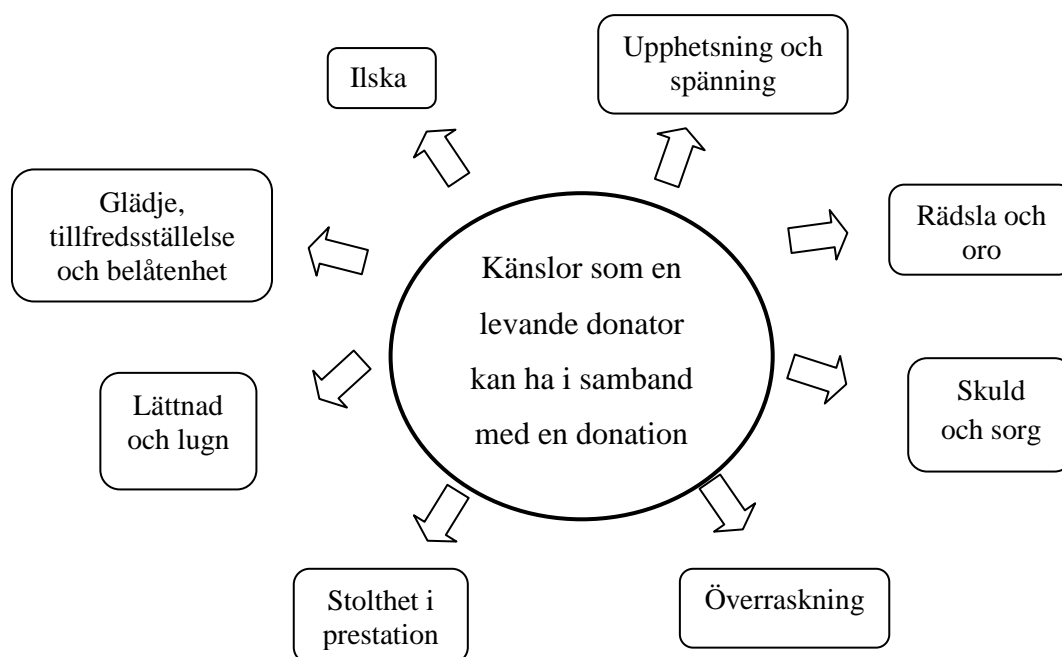 Ilska
Upphetsning och
spänning
Glädje,
tillfredsställelse
och belåtenhet
Rädsla och
oro
Känslor som en
levande donator
kan ha i samband
med en donation
Lättnad
och lugn
Skuld
och sorg
Stolthet i
prestation
Överraskning